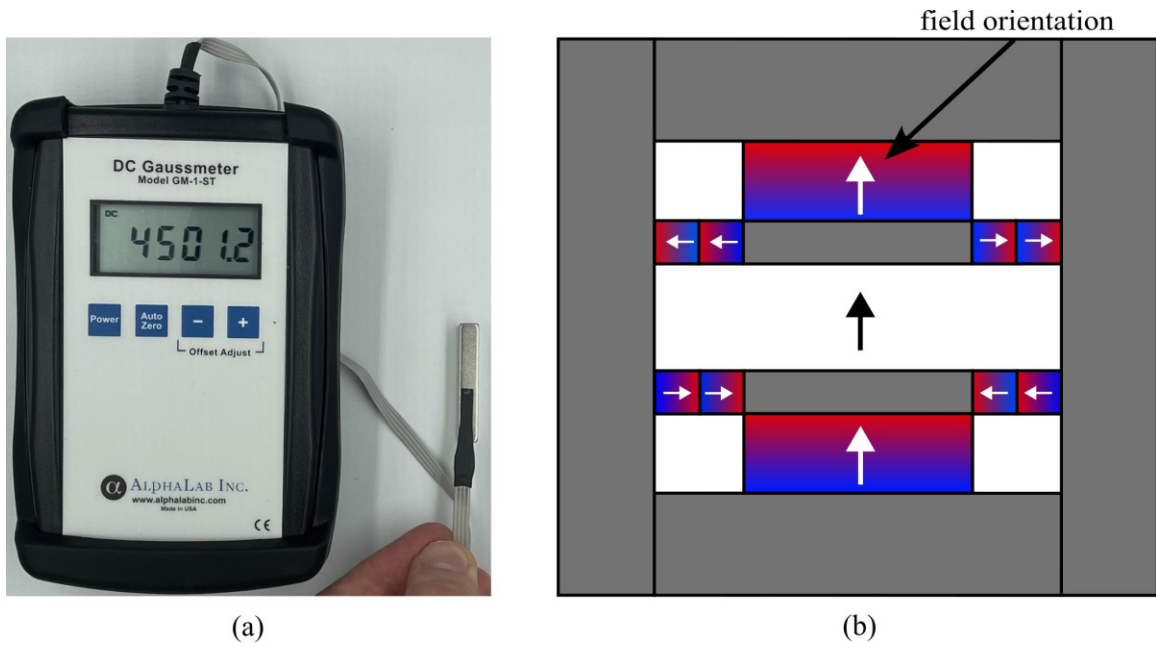 field orientation
DC Gaussmeter
Model GM-1-ST
DC
4501.2
Power
Auto
Zero
−
+
Offset Adjust
α ALPHALAB INC.
www.alphalabinc.com
Made in USA
CE
(a)
(b)